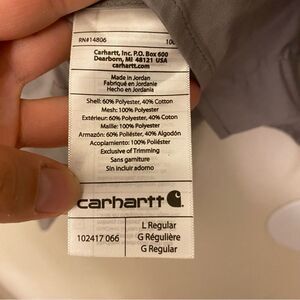 RN#14806 100
Carhartt, Inc. P.O. Box 600
Dearborn, MI 48121 USA
carhartt.com
Made in Jordan
Fabriqué en Jordanie
Hecho en Jordania
Shell: 60% Polyester, 40% Cotton
Mesh: 100% Polyester
Extérieur: 60% Polyester, 40% Coton
Maille: 100% Polyester
Armazón: 60% Poliéster, 40% Algodón
Acoplamiento: 100% Poliéster
Exclusive of Trimming
Sans garniture
Sin incluir adorno
carhartt
102417 066
L Regular
G Régulière
G Regular